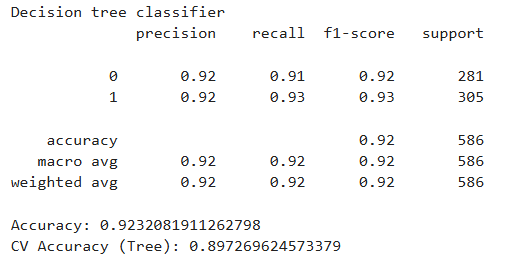 Decision tree classifier
precision recall f1-score support
0 0.92 0.91 0.92 281
1 0.92 0.93 0.93 305
accuracy 0.92 586
macro avg 0.92 0.92 0.92 586
weighted avg 0.92 0.92 0.92 586
Accuracy: 0.9232081911262798
CV Accuracy (Tree): 0.897269624573379